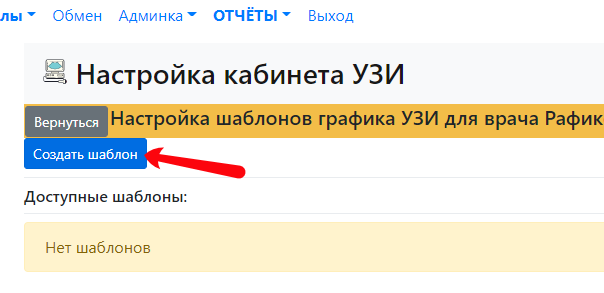 лы Обмен Админка ОТЧЁТЫ Выход
Настройка кабинета УЗИ
Вернуться Настройка шаблонов графика УЗИ для врача Рафик
Создать шаблон
Доступные шаблоны:
Нет шаблонов